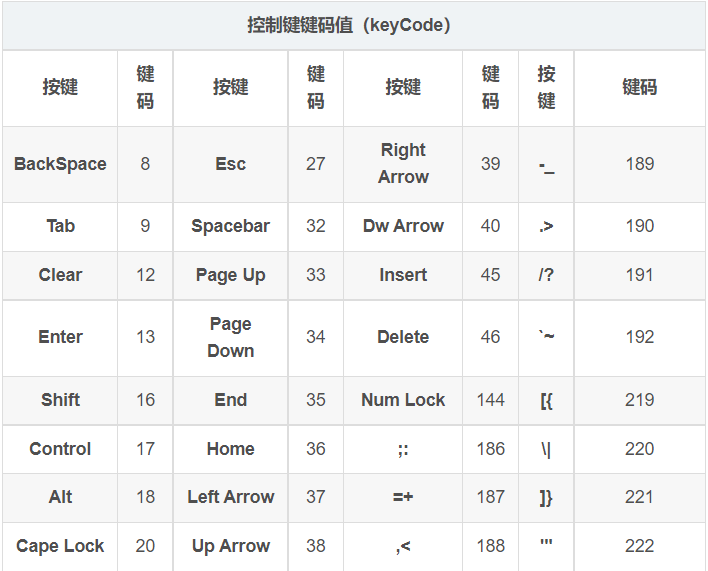 控制键键码值（keyCode）
按键 键码 按键 键码 按键 键码 按键 键码
BackSpace 8 Esc 27 Right Arrow 39 -_ 189
Tab 9 Spacebar 32 Dw Arrow 40 .> 190
Clear 12 Page Up 33 Insert 45 /? 191
Enter 13 Page Down 34 Delete 46 `~ 192
Shift 16 End 35 Num Lock 144 [{ 219
Control 17 Home 36 ;: 186 \| 220
Alt 18 Left Arrow 37 =+ 187 ]} 221
Cape Lock 20 Up Arrow 38 ,< 188 '" 222